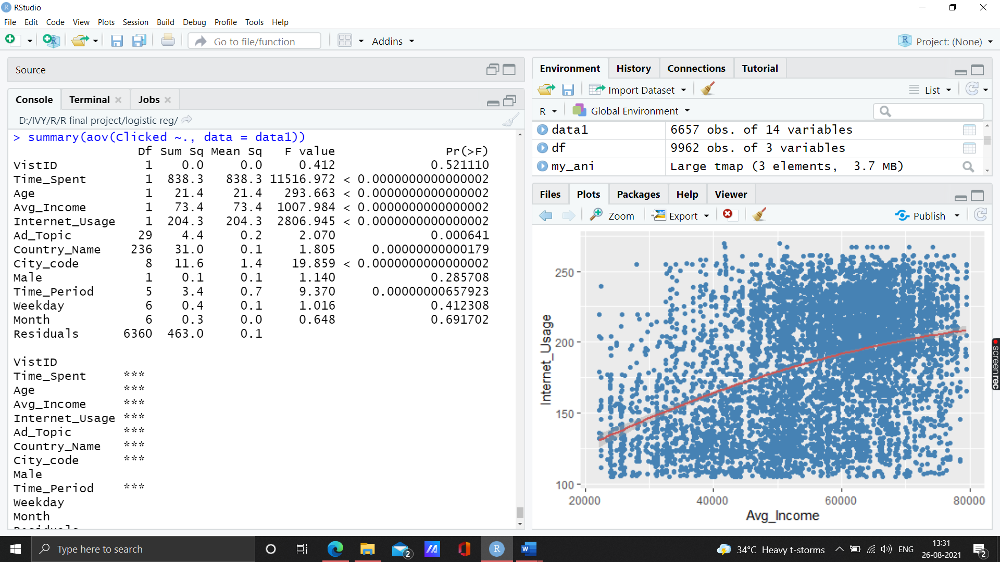 RStudio
File Edit Code View Plots Session Build Debug Profile Tools Help
Go to file/function Addins Project: (None)
Source
Console Terminal Jobs
D:/IVY/R/R final project/logistic reg/
> summary(aov(Clicked ~., data = data1))
Df Sum Sq Mean Sq F value Pr(>F)
VistID 1 0.0 0.0 0.412 0.521110
Time_Spent 1 838.3 838.3 11516.972 < 0.0000000000000002
Age 1 21.4 21.4 293.663 < 0.0000000000000002
Avg_Income 1 73.4 73.4 1007.984 < 0.0000000000000002
Internet_Usage 1 204.3 204.3 2806.945 < 0.0000000000000002
Ad_Topic 29 4.4 0.2 2.070 0.000641
Country_Name 236 31.0 0.1 1.805 0.00000000000179
City_code 8 11.6 1.4 19.859 < 0.0000000000000002
Male 1 0.1 0.1 1.140 0.285708
Time_Period 5 3.4 0.7 9.370 0.00000000657923
Weekday 6 0.4 0.1 1.016 0.412308
Month 6 0.3 0.0 0.648 0.691702
Residuals 6360 463.0 0.1
VistID
Time_Spent ***
Age ***
Avg_Income ***
Internet_Usage ***
Ad_Topic ***
Country_Name ***
City_code ***
Male
Time_Period ***
Weekday
Month
Environment History Connections Tutorial
Import Dataset List
R Global Environment
data1 6657 obs. of 14 variables
df 9962 obs. of 3 variables
my_ani Large tmap (3 elements, 3.7 MB)
Files Plots Packages Help Viewer
Zoom Export Publish
Internet_Usage
250
200
150
100
20000 40000 60000 80000
Avg_Income
screenrec
Type here to search
2
34°C Heavy t-storms
ENG
13:31
26-08-2021
2